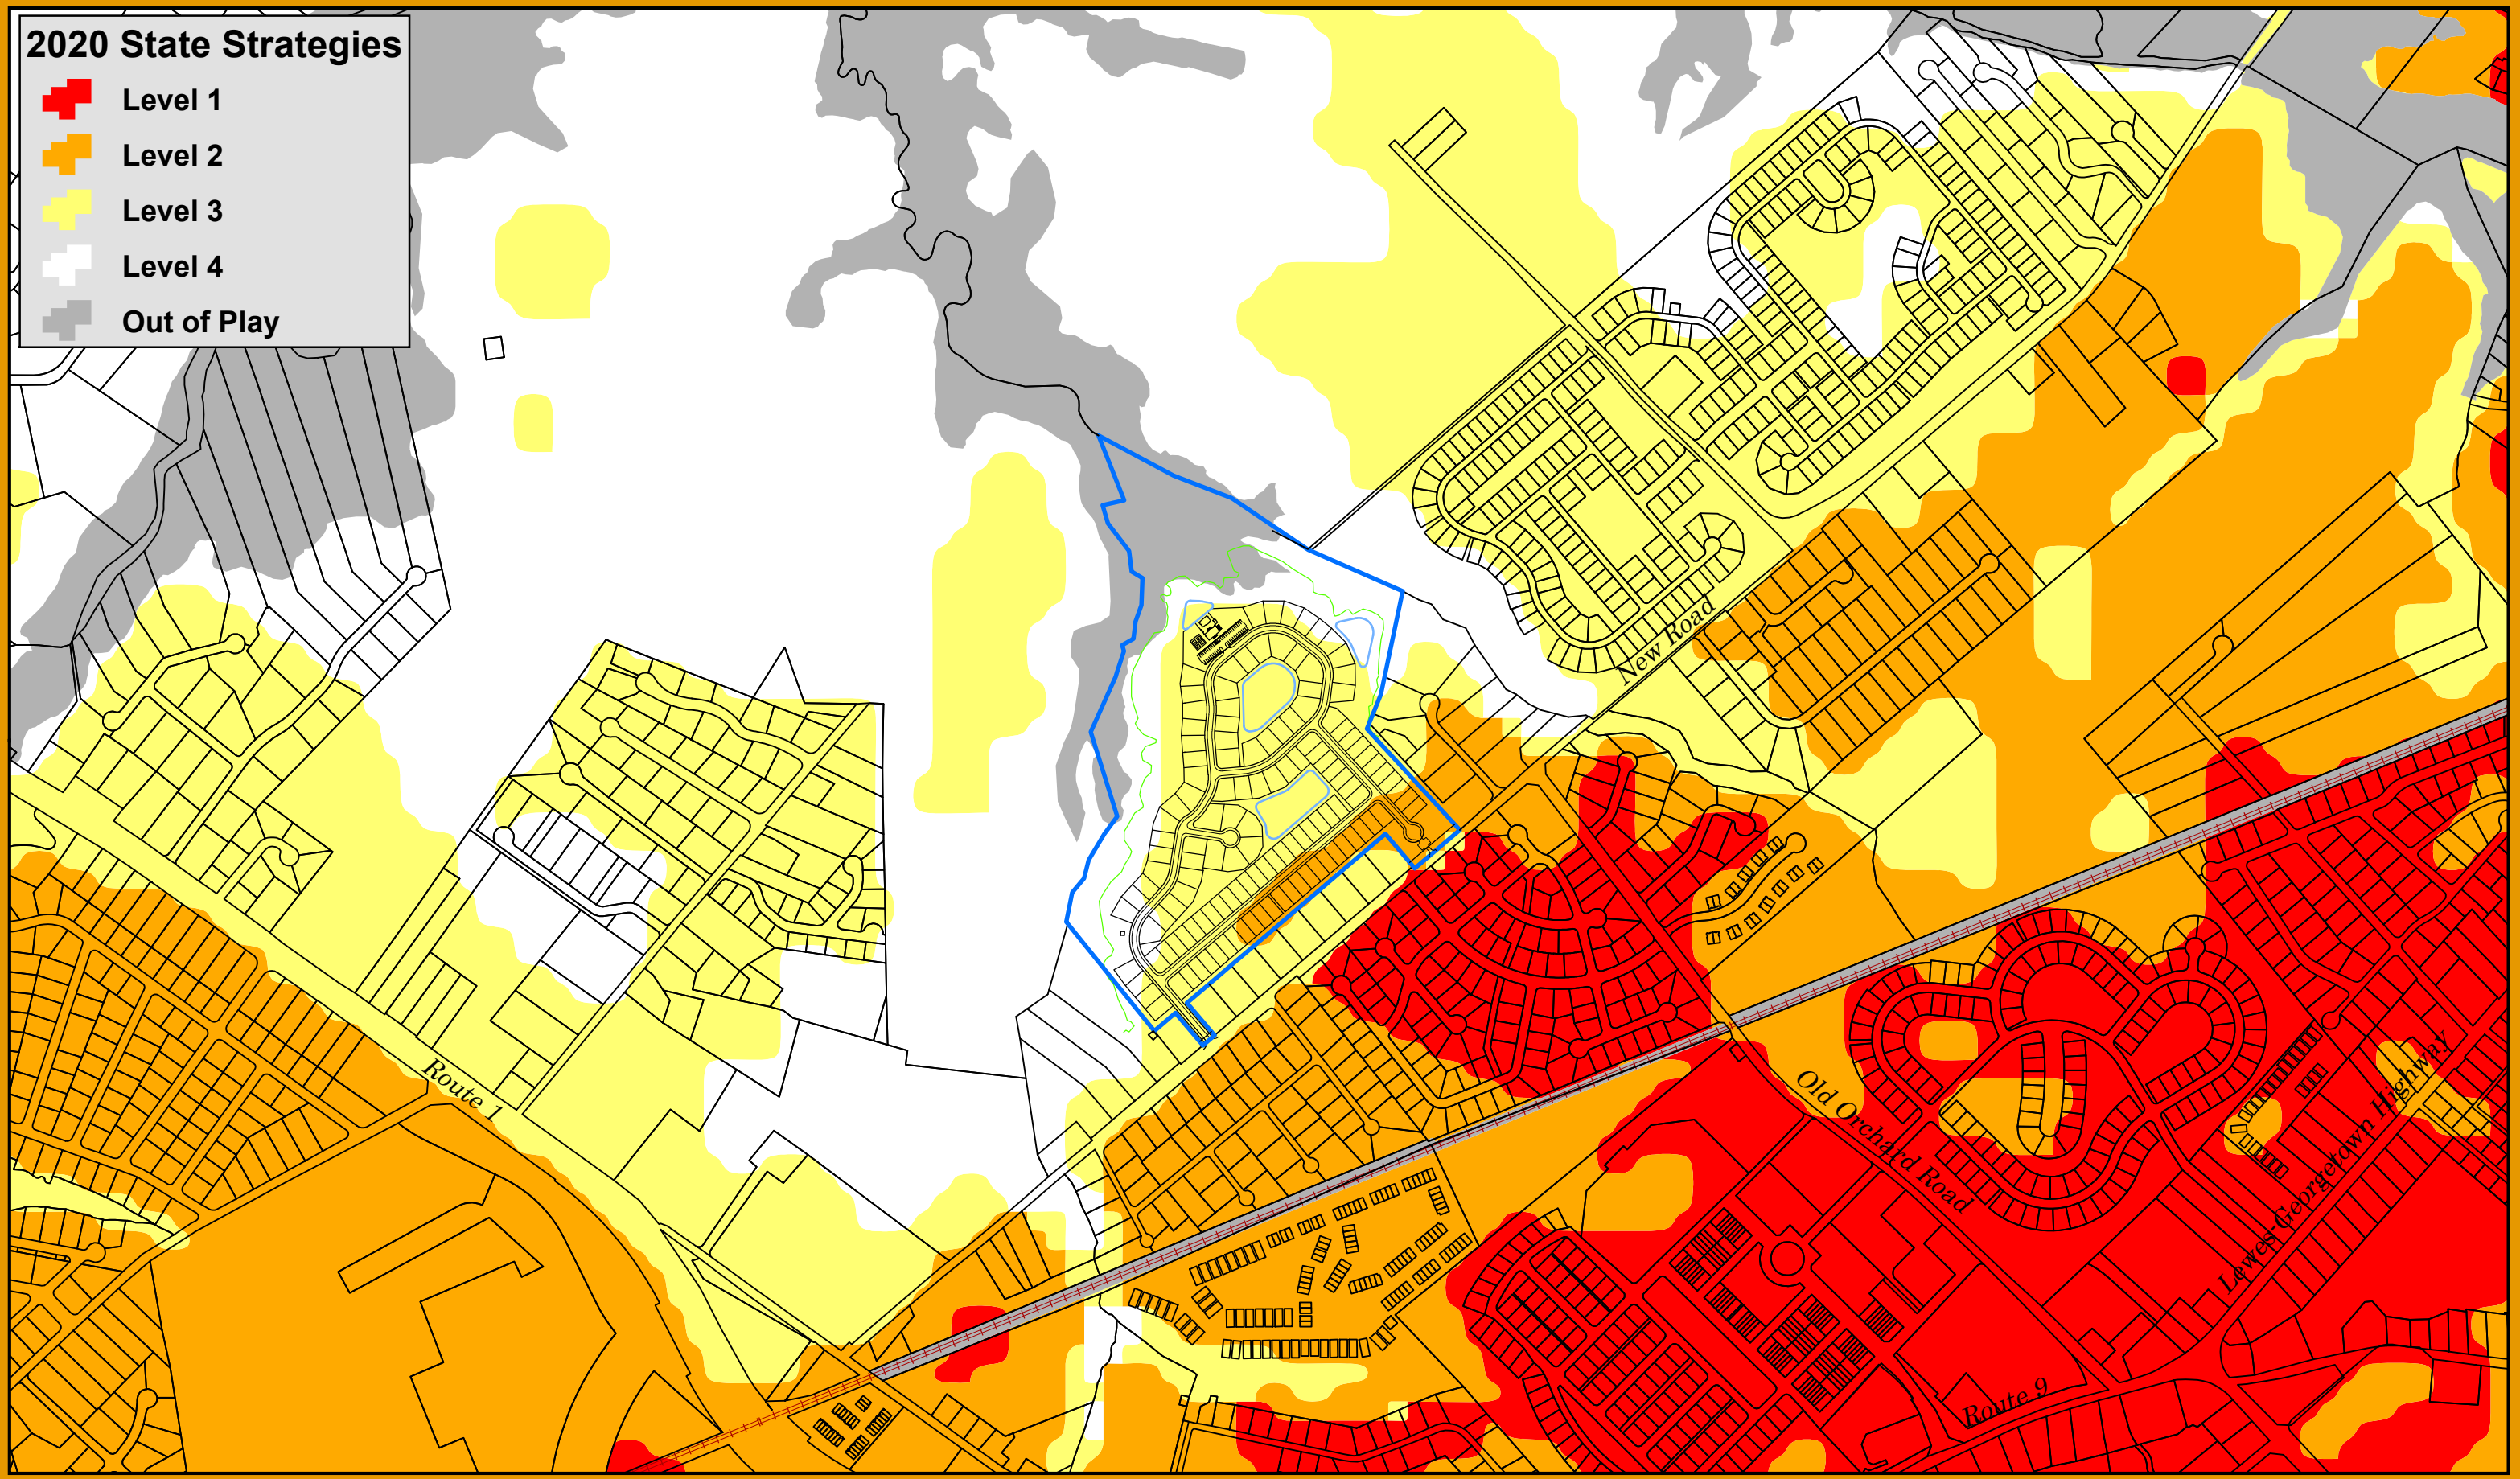 2020 State Strategies
Level 1
Level 2
Level 3
Level 4
Out of Play
New Road
Route 1
Old Orchard Road
Lewes-Georgetown Highway
Route 9